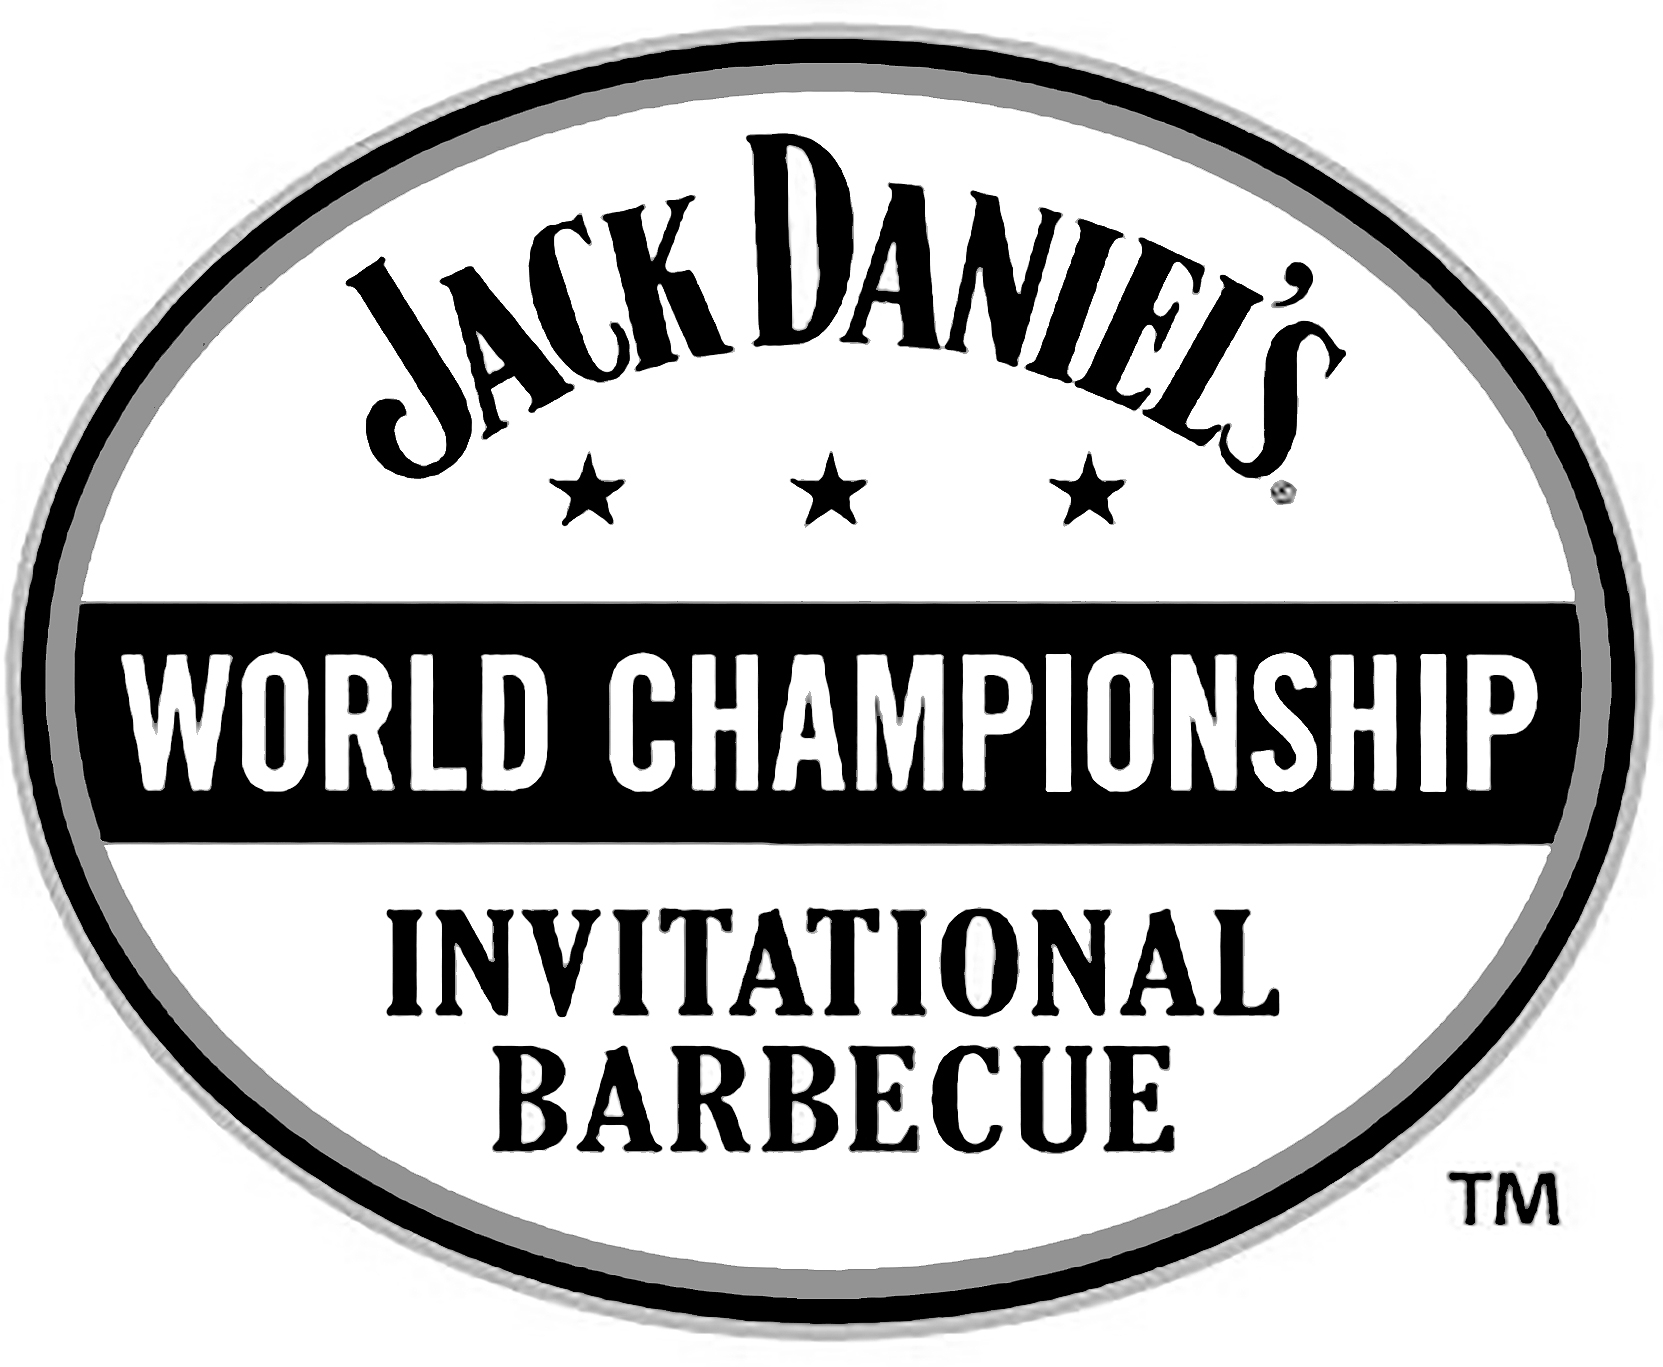 JACK DANIEL'S
®
WORLD CHAMPIONSHIP
INVITATIONAL
BARBECUE
TM